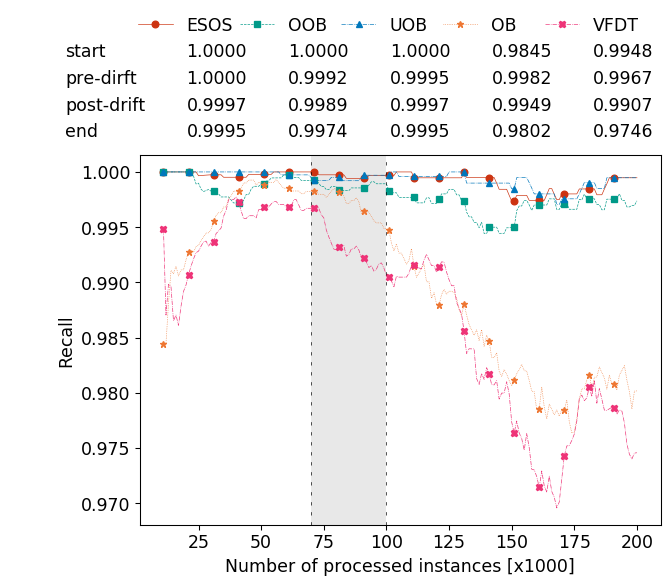 ESOS OOB UOB OB VFDT
start 1.0000 1.0000 1.0000 0.9845 0.9948
pre-dirft 1.0000 0.9992 0.9995 0.9982 0.9967
post-drift 0.9997 0.9989 0.9997 0.9949 0.9907
end 0.9995 0.9974 0.9995 0.9802 0.9746
1.000
0.995
0.990
0.985
0.980
0.975
0.970
Recall
25 50 75 100 125 150 175 200
Number of processed instances [x1000]